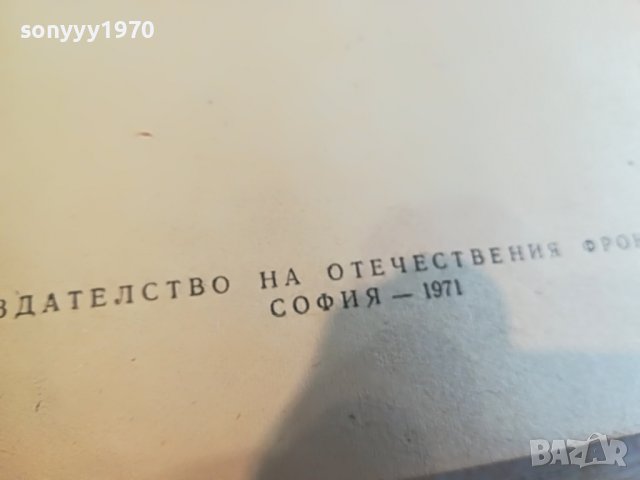 sonyyy1970
ЗДАТЕЛСТВО НА ОТЕЧЕСТВЕНИЯ ФРОН
СОФИЯ — 1971
BAZAR